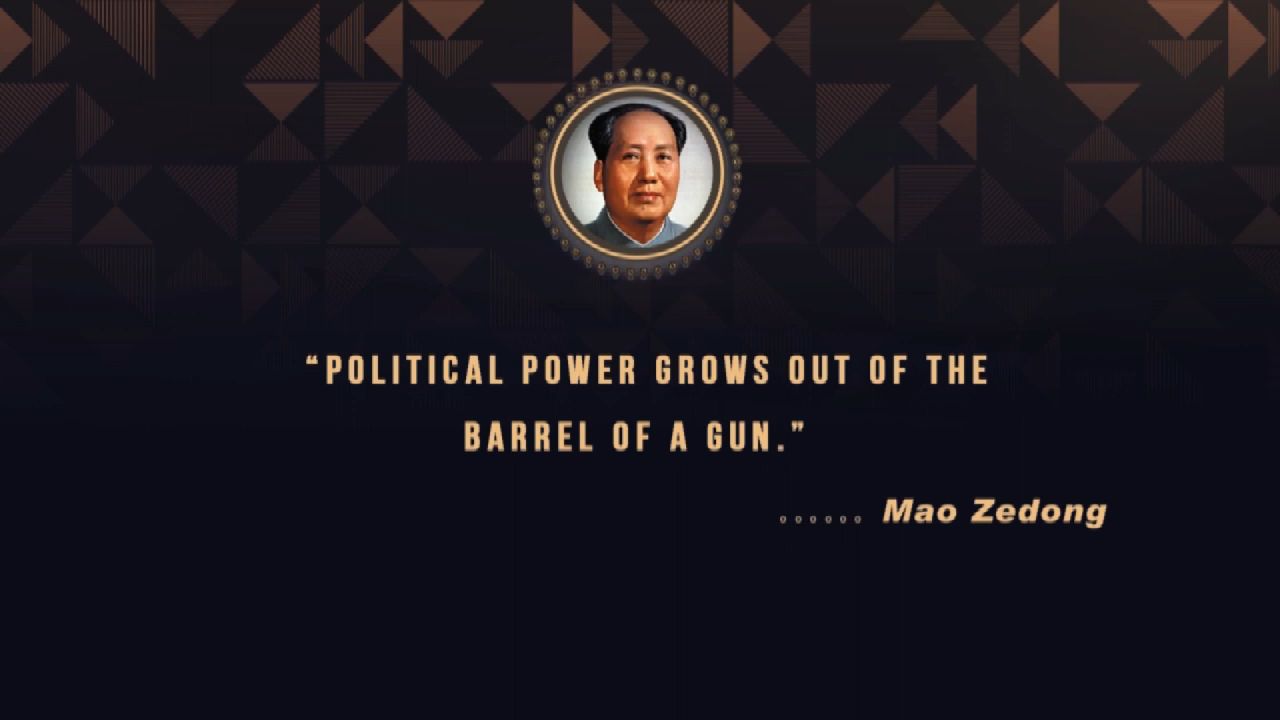 “POLITICAL POWER GROWS OUT OF THE
BARREL OF A GUN.”
...... Mao Zedong